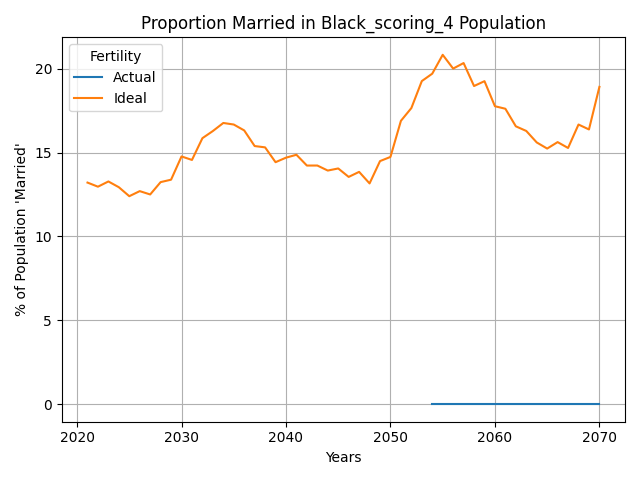 Proportion Married in Black_scoring_4 Population
Fertility
Actual
Ideal
% of Population 'Married'
20
15
10
5
0
2020 2030 2040 2050 2060 2070
Years